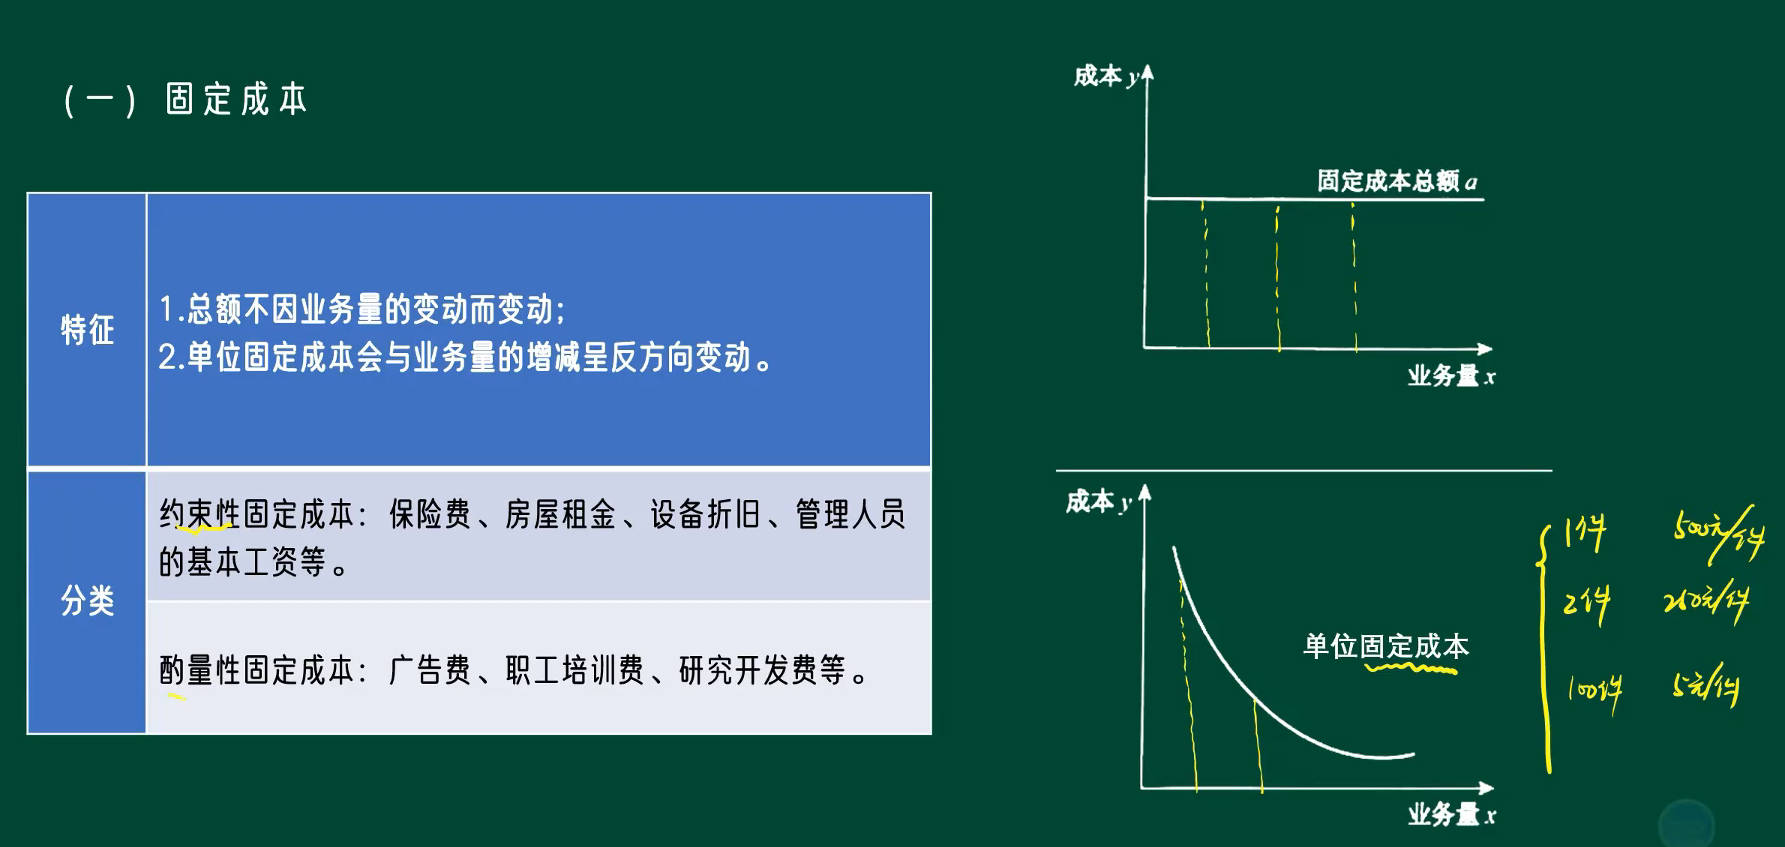 （一）固定成本
特征
1.总额不因业务量的变动而变动；
2.单位固定成本会与业务量的增减呈反方向变动。
分类
约束性固定成本：保险费、房屋租金、设备折旧、管理人员
的基本工资等。
酌量性固定成本：广告费、职工培训费、研究开发费等。
成本 y
固定成本总额 a
业务量 x
成本 y
单位固定成本
业务量 x
1件 500元/件
2件 250元/件
100件 5元/件